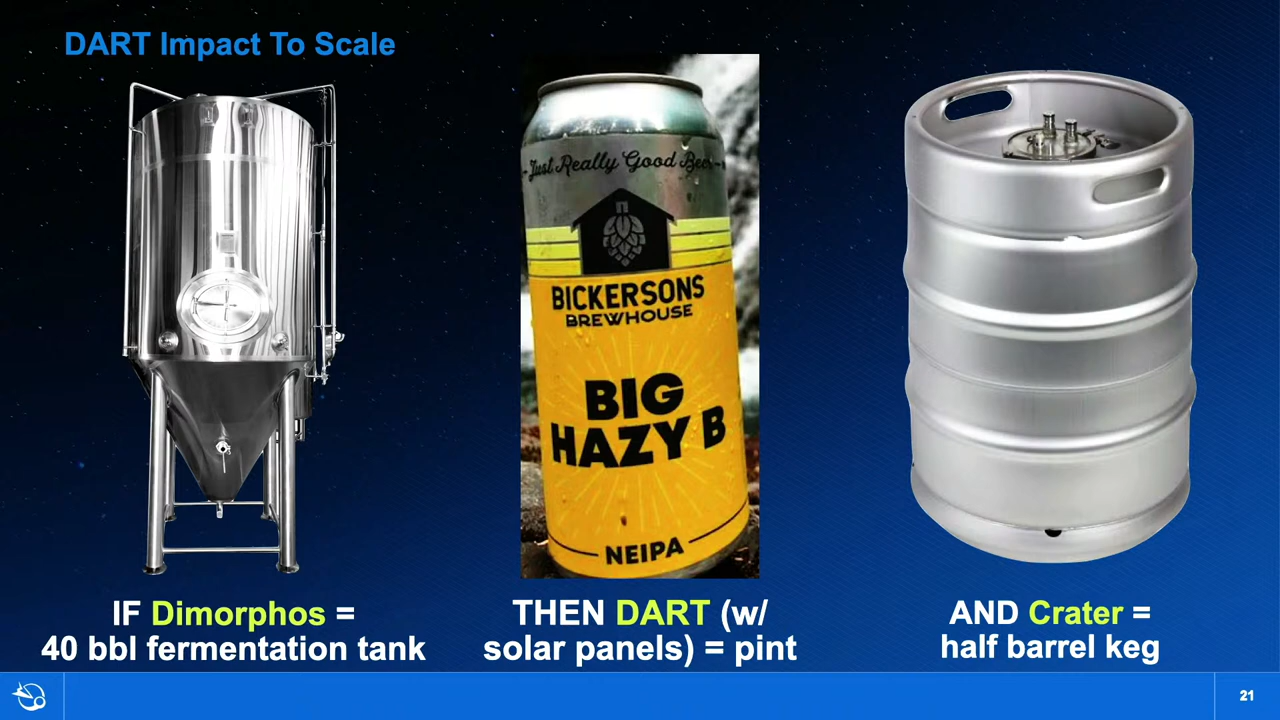 DART Impact To Scale
-Just Really Good Beer-
BICKERSONS
BREWHOUSE
BIG
HAZY B
NEIPA
IF Dimorphos =
40 bbl fermentation tank
THEN DART (w/
solar panels) = pint
AND Crater =
half barrel keg
21